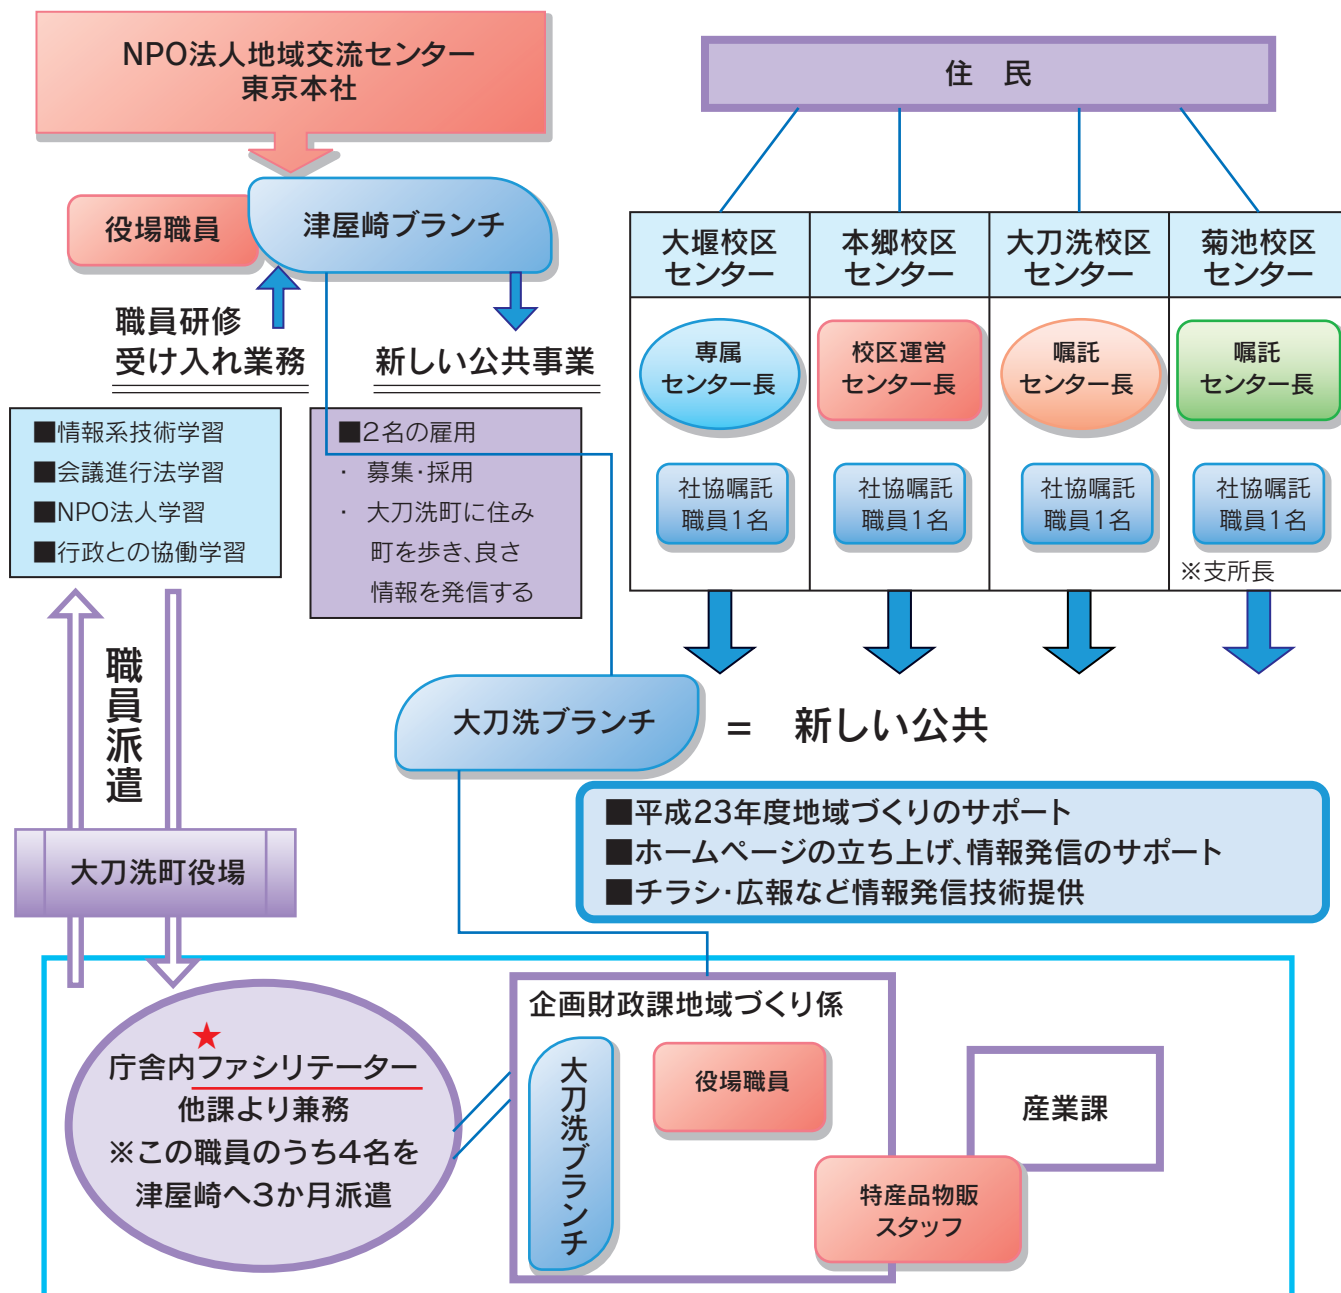 NPO法人地域交流センター
東京本社
役場職員
津屋崎ブランチ
職員研修
受け入れ業務
新しい公共事業
■情報系技術学習
■会議進行法学習
■NPO法人学習
■行政との協働学習
■2名の雇用
・ 募集・採用
・ 大刀洗町に住み
町を歩き、良さ
情報を発信する
住　民
大堰校区
センター
本郷校区
センター
大刀洗校区
センター
菊池校区
センター
専属
センター長
校区運営
センター長
嘱託
センター長
嘱託
センター長
社協嘱託
職員1名
社協嘱託
職員1名
社協嘱託
職員1名
社協嘱託
職員1名
※支所長
職員派遣
大刀洗ブランチ
＝ 新しい公共
■平成23年度地域づくりのサポート
■ホームページの立ち上げ、情報発信のサポート
■チラシ・広報など情報発信技術提供
大刀洗町役場
★
庁舎内ファシリテーター
他課より兼務
※この職員のうち4名を
津屋崎へ3か月派遣
企画財政課地域づくり係
大刀洗ブランチ
役場職員
産業課
特産品物販
スタッフ